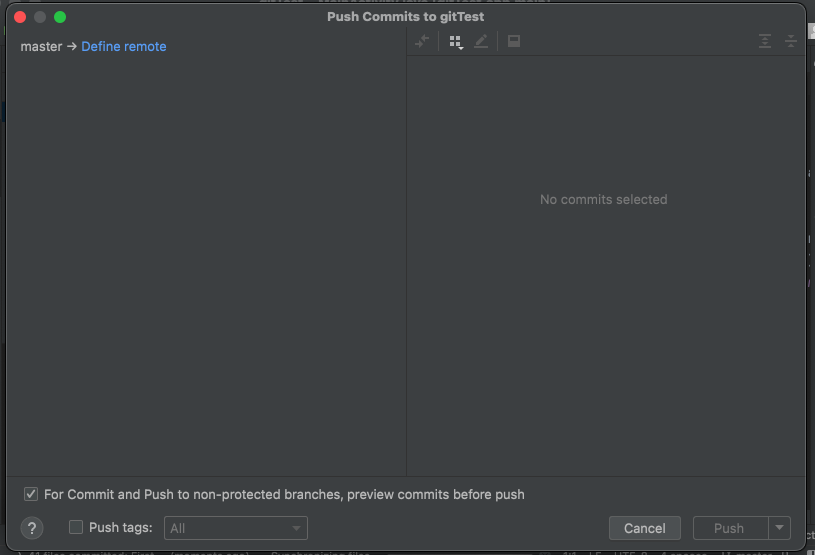 Push Commits to gitTest
master → Define remote
No commits selected
For Commit and Push to non-protected branches, preview commits before push
?
Push tags:
All
Cancel
Push